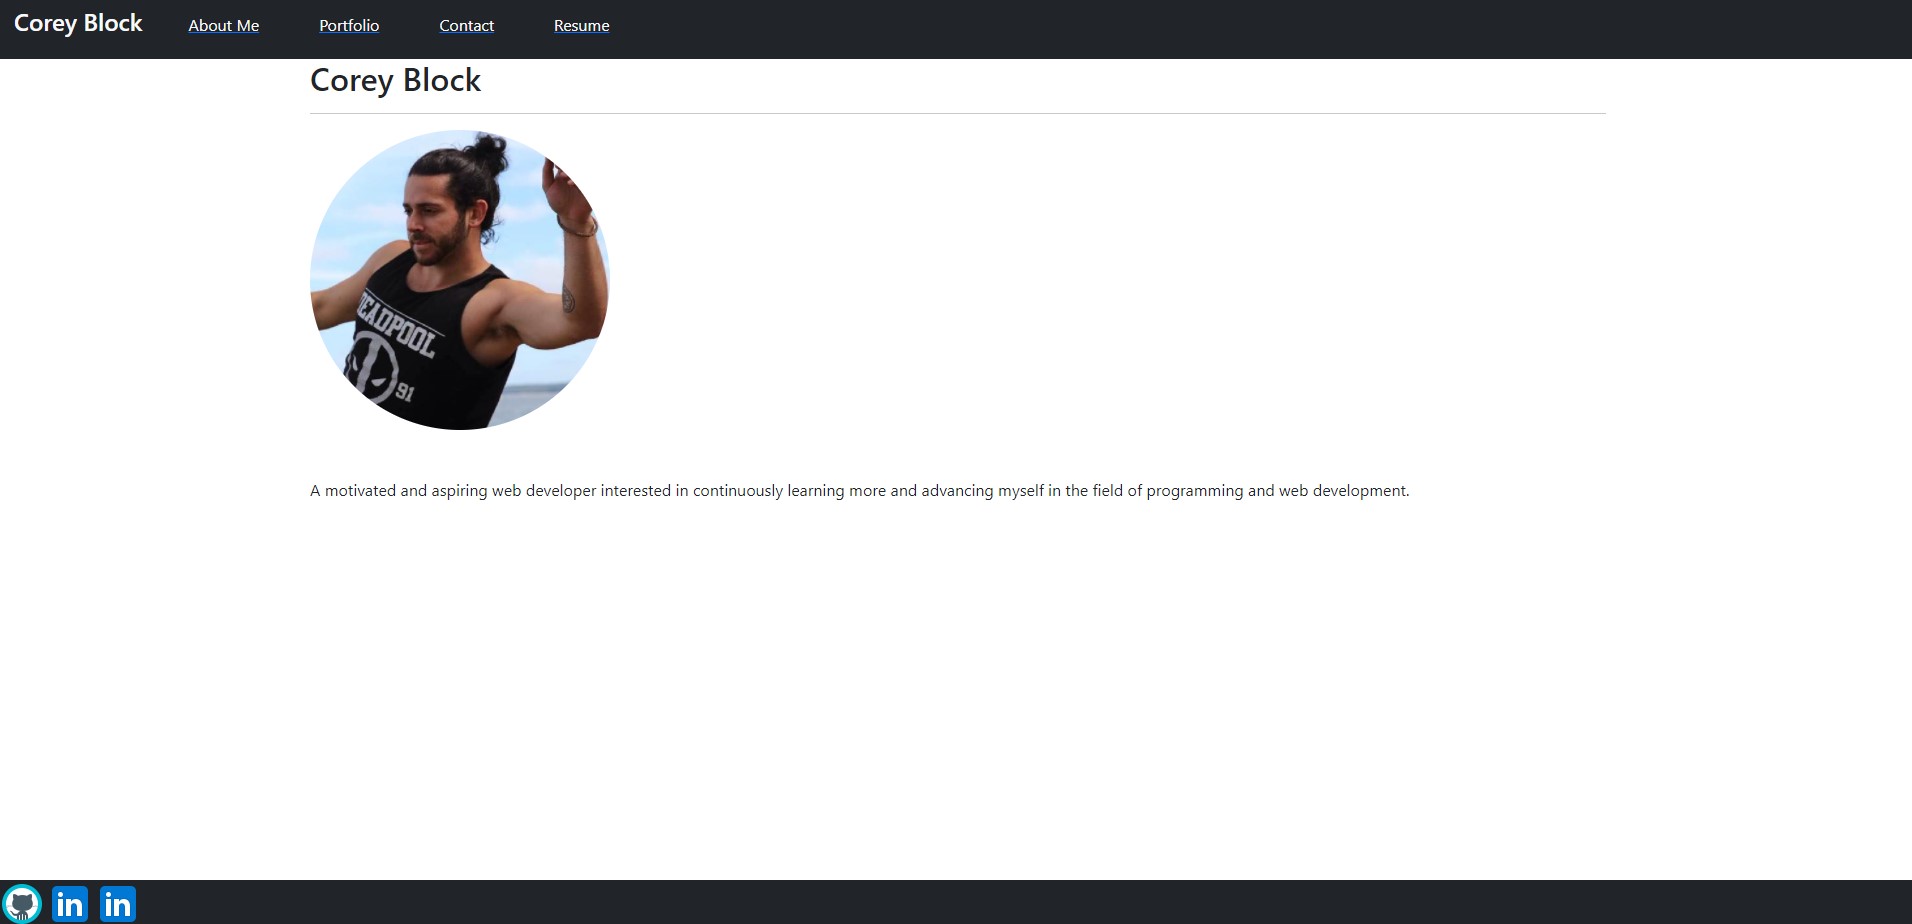 Corey Block About Me Portfolio Contact Resume
Corey Block
DEADPOOL
91
A motivated and aspiring web developer interested in continuously learning more and advancing myself in the field of programming and web development.
in in